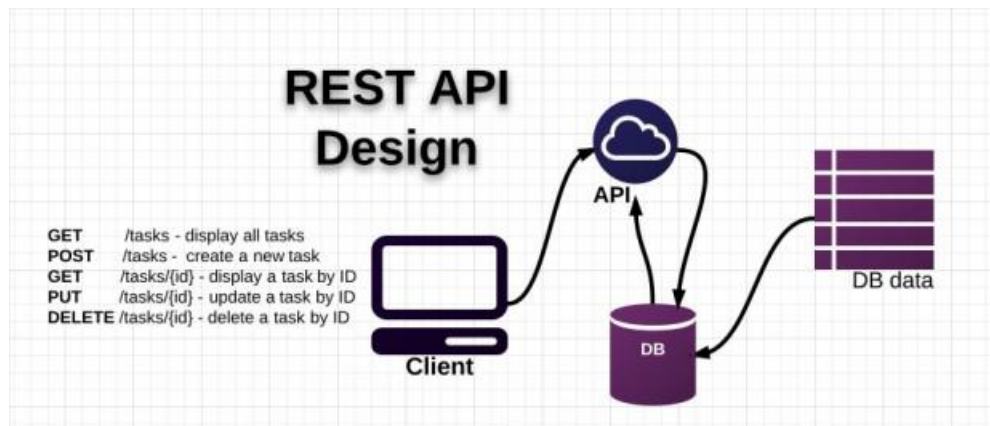 REST API
Design
GET /tasks - display all tasks
POST /tasks - create a new task
GET /tasks/{id} - display a task by ID
PUT /tasks/{id} - update a task by ID
DELETE /tasks/{id} - delete a task by ID
Client
API
DB
DB data